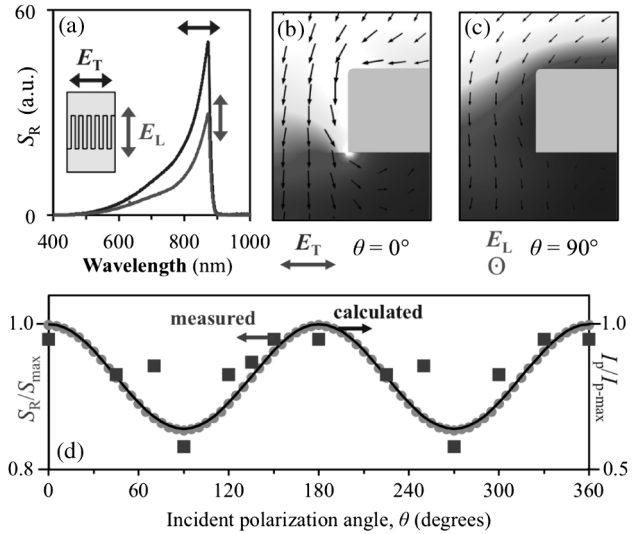 60
(a)
E_T
E_L
S_R (a.u.)
0
400 600 800 1000
Wavelength (nm)
(b)
E_T θ = 0°
(c)
E_L θ = 90°
⊙
1.0
measured
calculated
1.0
S_R/S_max
I_p/I_p-max
0.8
(d)
0.5
0 60 120 180 240 300 360
Incident polarization angle, θ (degrees)